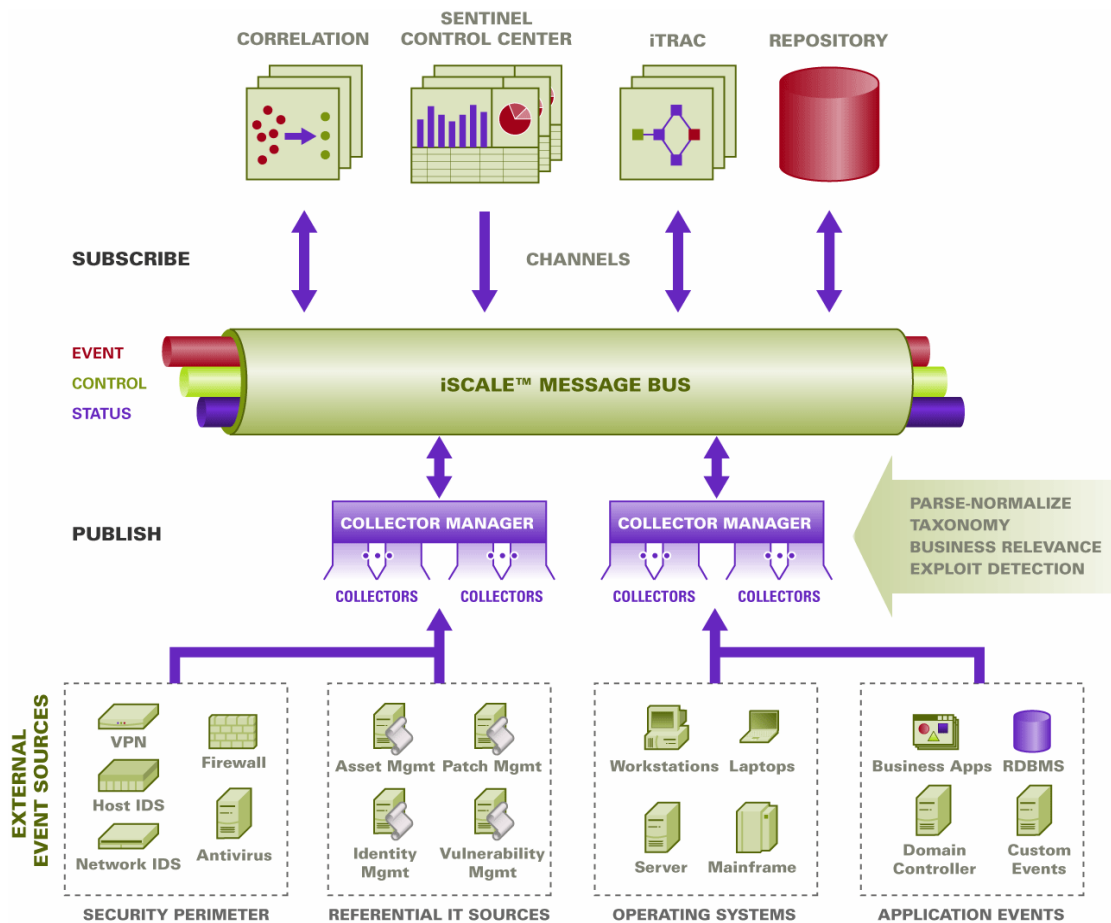 CORRELATION
SENTINEL
CONTROL CENTER
iTRAC
REPOSITORY
SUBSCRIBE
CHANNELS
EVENT
CONTROL
STATUS
iSCALE™ MESSAGE BUS
PUBLISH
COLLECTOR MANAGER
COLLECTORS
COLLECTORS
COLLECTOR MANAGER
COLLECTORS
COLLECTORS
PARSE-NORMALIZE
TAXONOMY
BUSINESS RELEVANCE
EXPLOIT DETECTION
EXTERNAL
EVENT SOURCES
VPN
Firewall
Host IDS
Network IDS
Antivirus
SECURITY PERIMETER
Asset Mgmt
Patch Mgmt
Identity
Mgmt
Vulnerability
Mgmt
REFERENTIAL IT SOURCES
Workstations
Laptops
Server
Mainframe
OPERATING SYSTEMS
Business Apps
RDBMS
Domain
Controller
Custom
Events
APPLICATION EVENTS